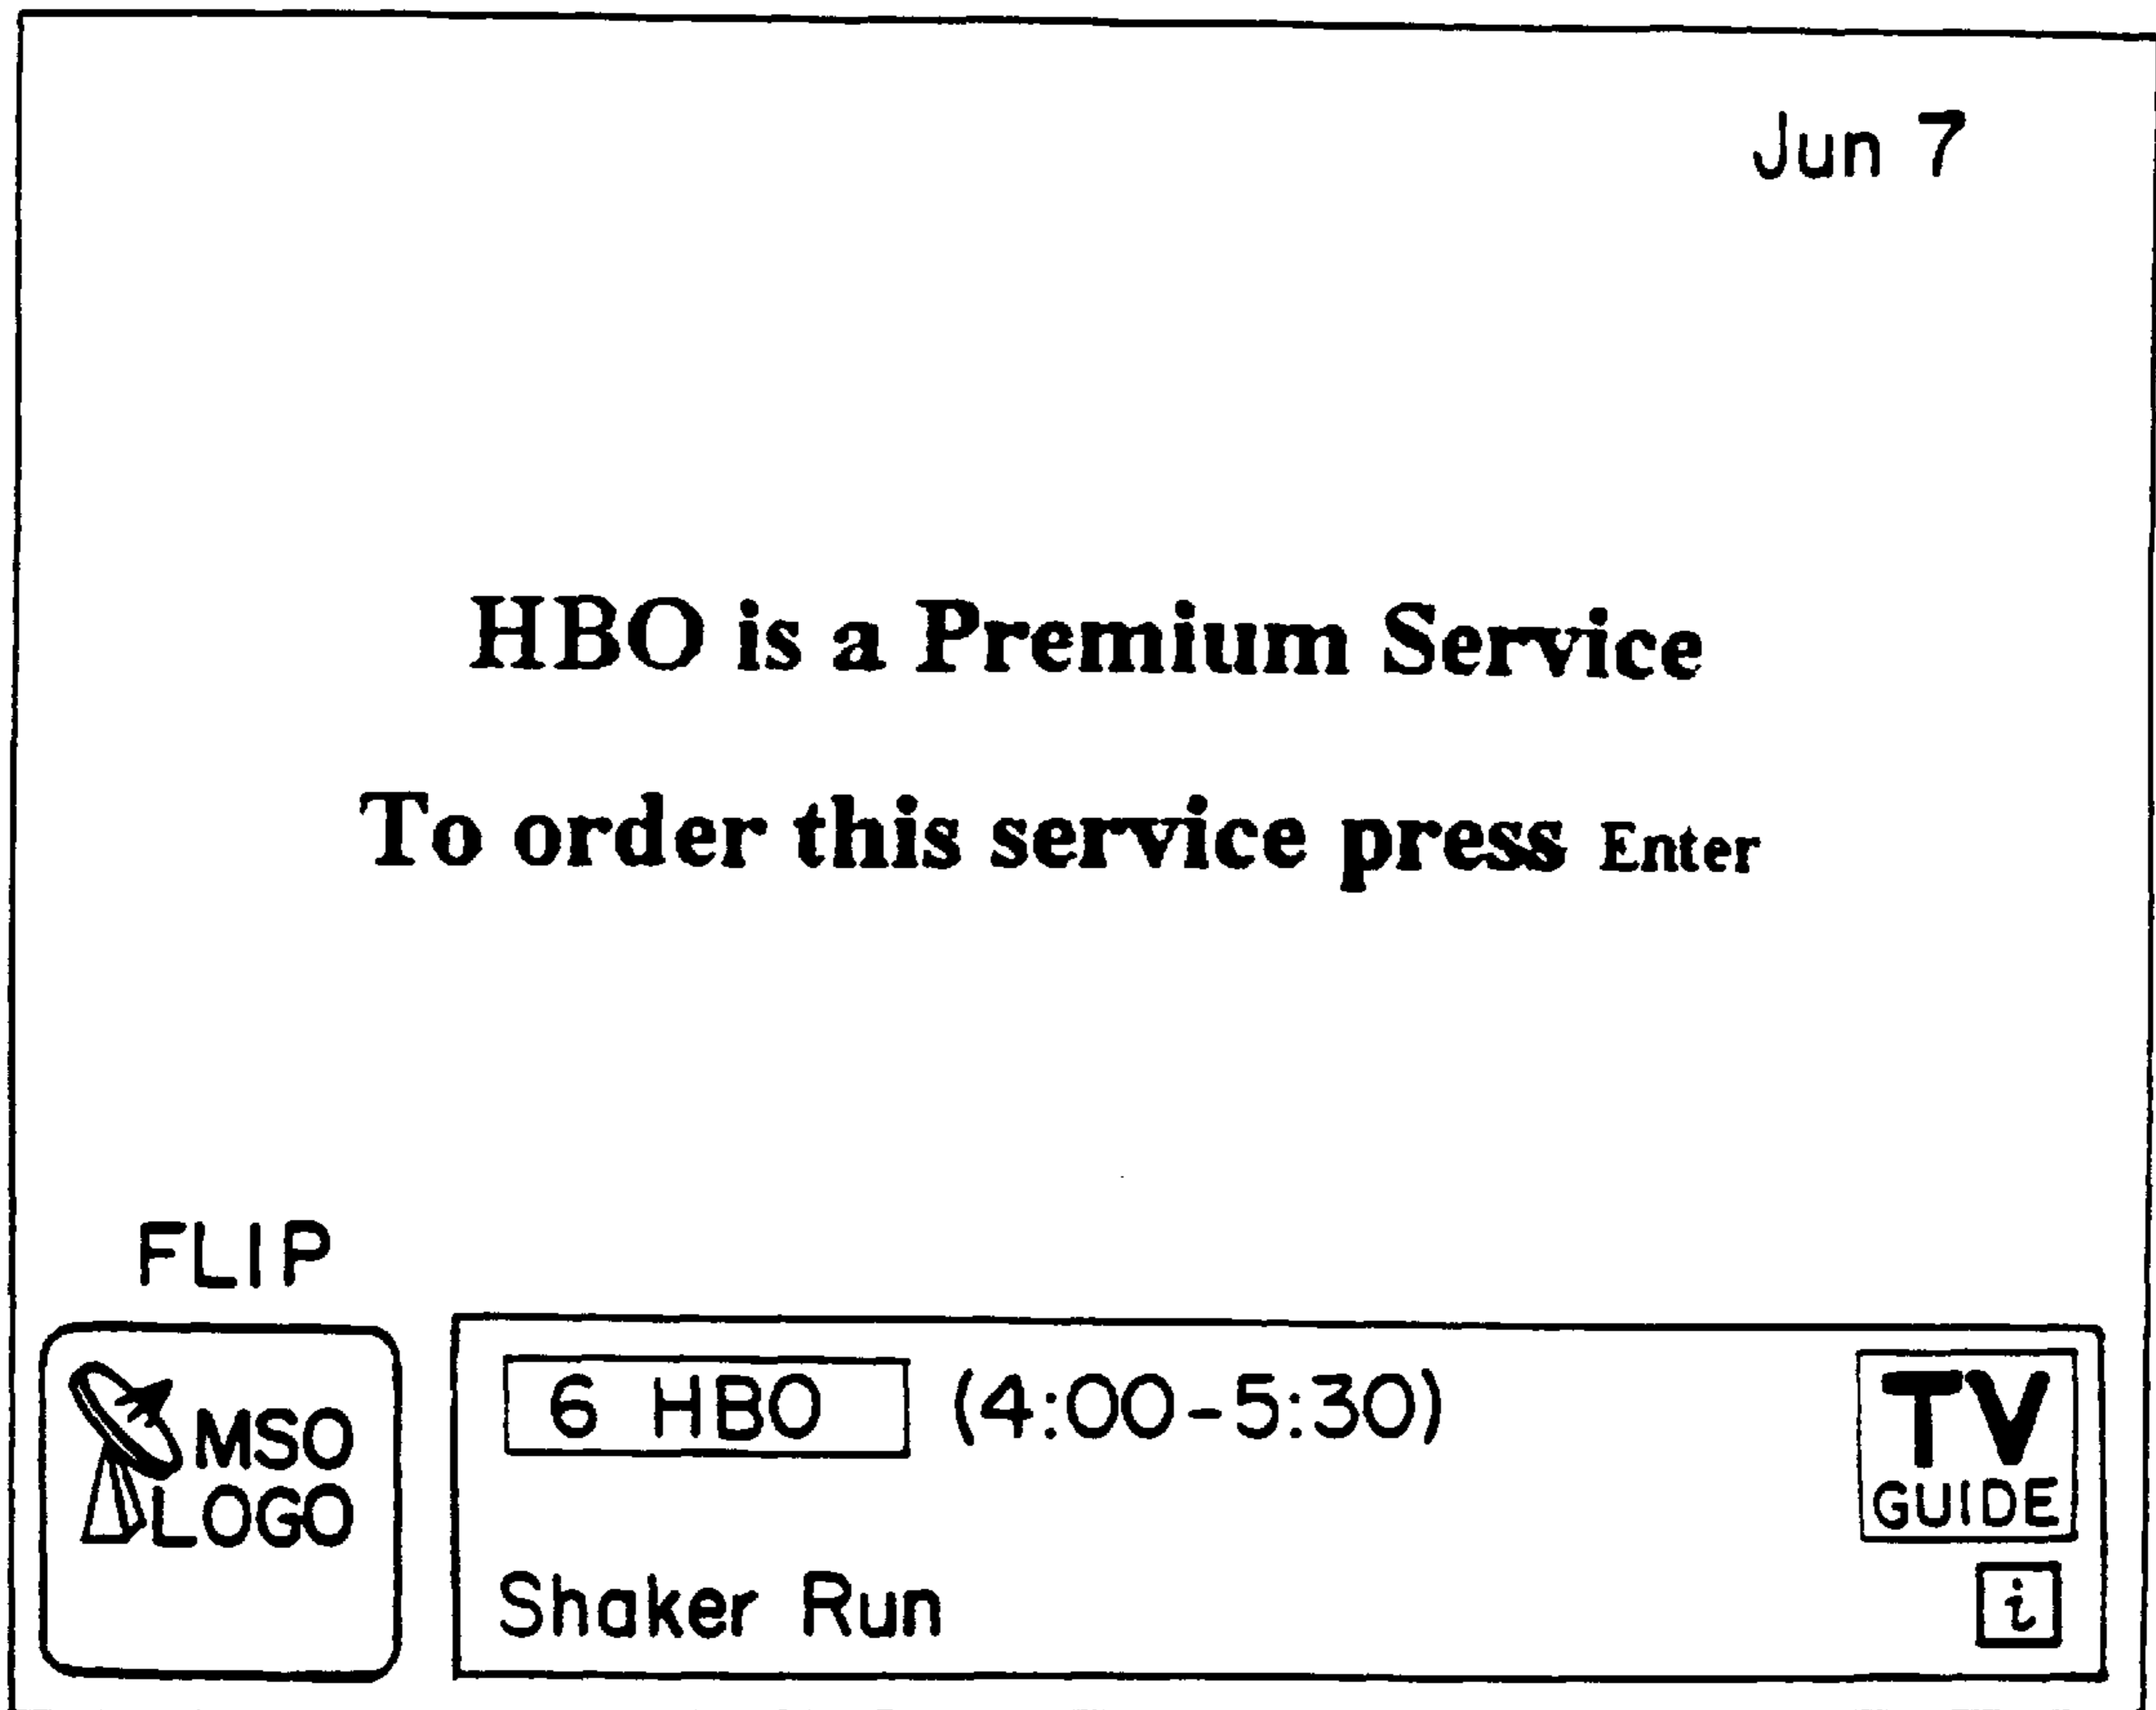 Jun 7
HBO is a Premium Service
To order this service press Enter
FLIP
MSO
LOGO
6 HBO (4:00-5:30)
TV
GUIDE
Shaker Run
i